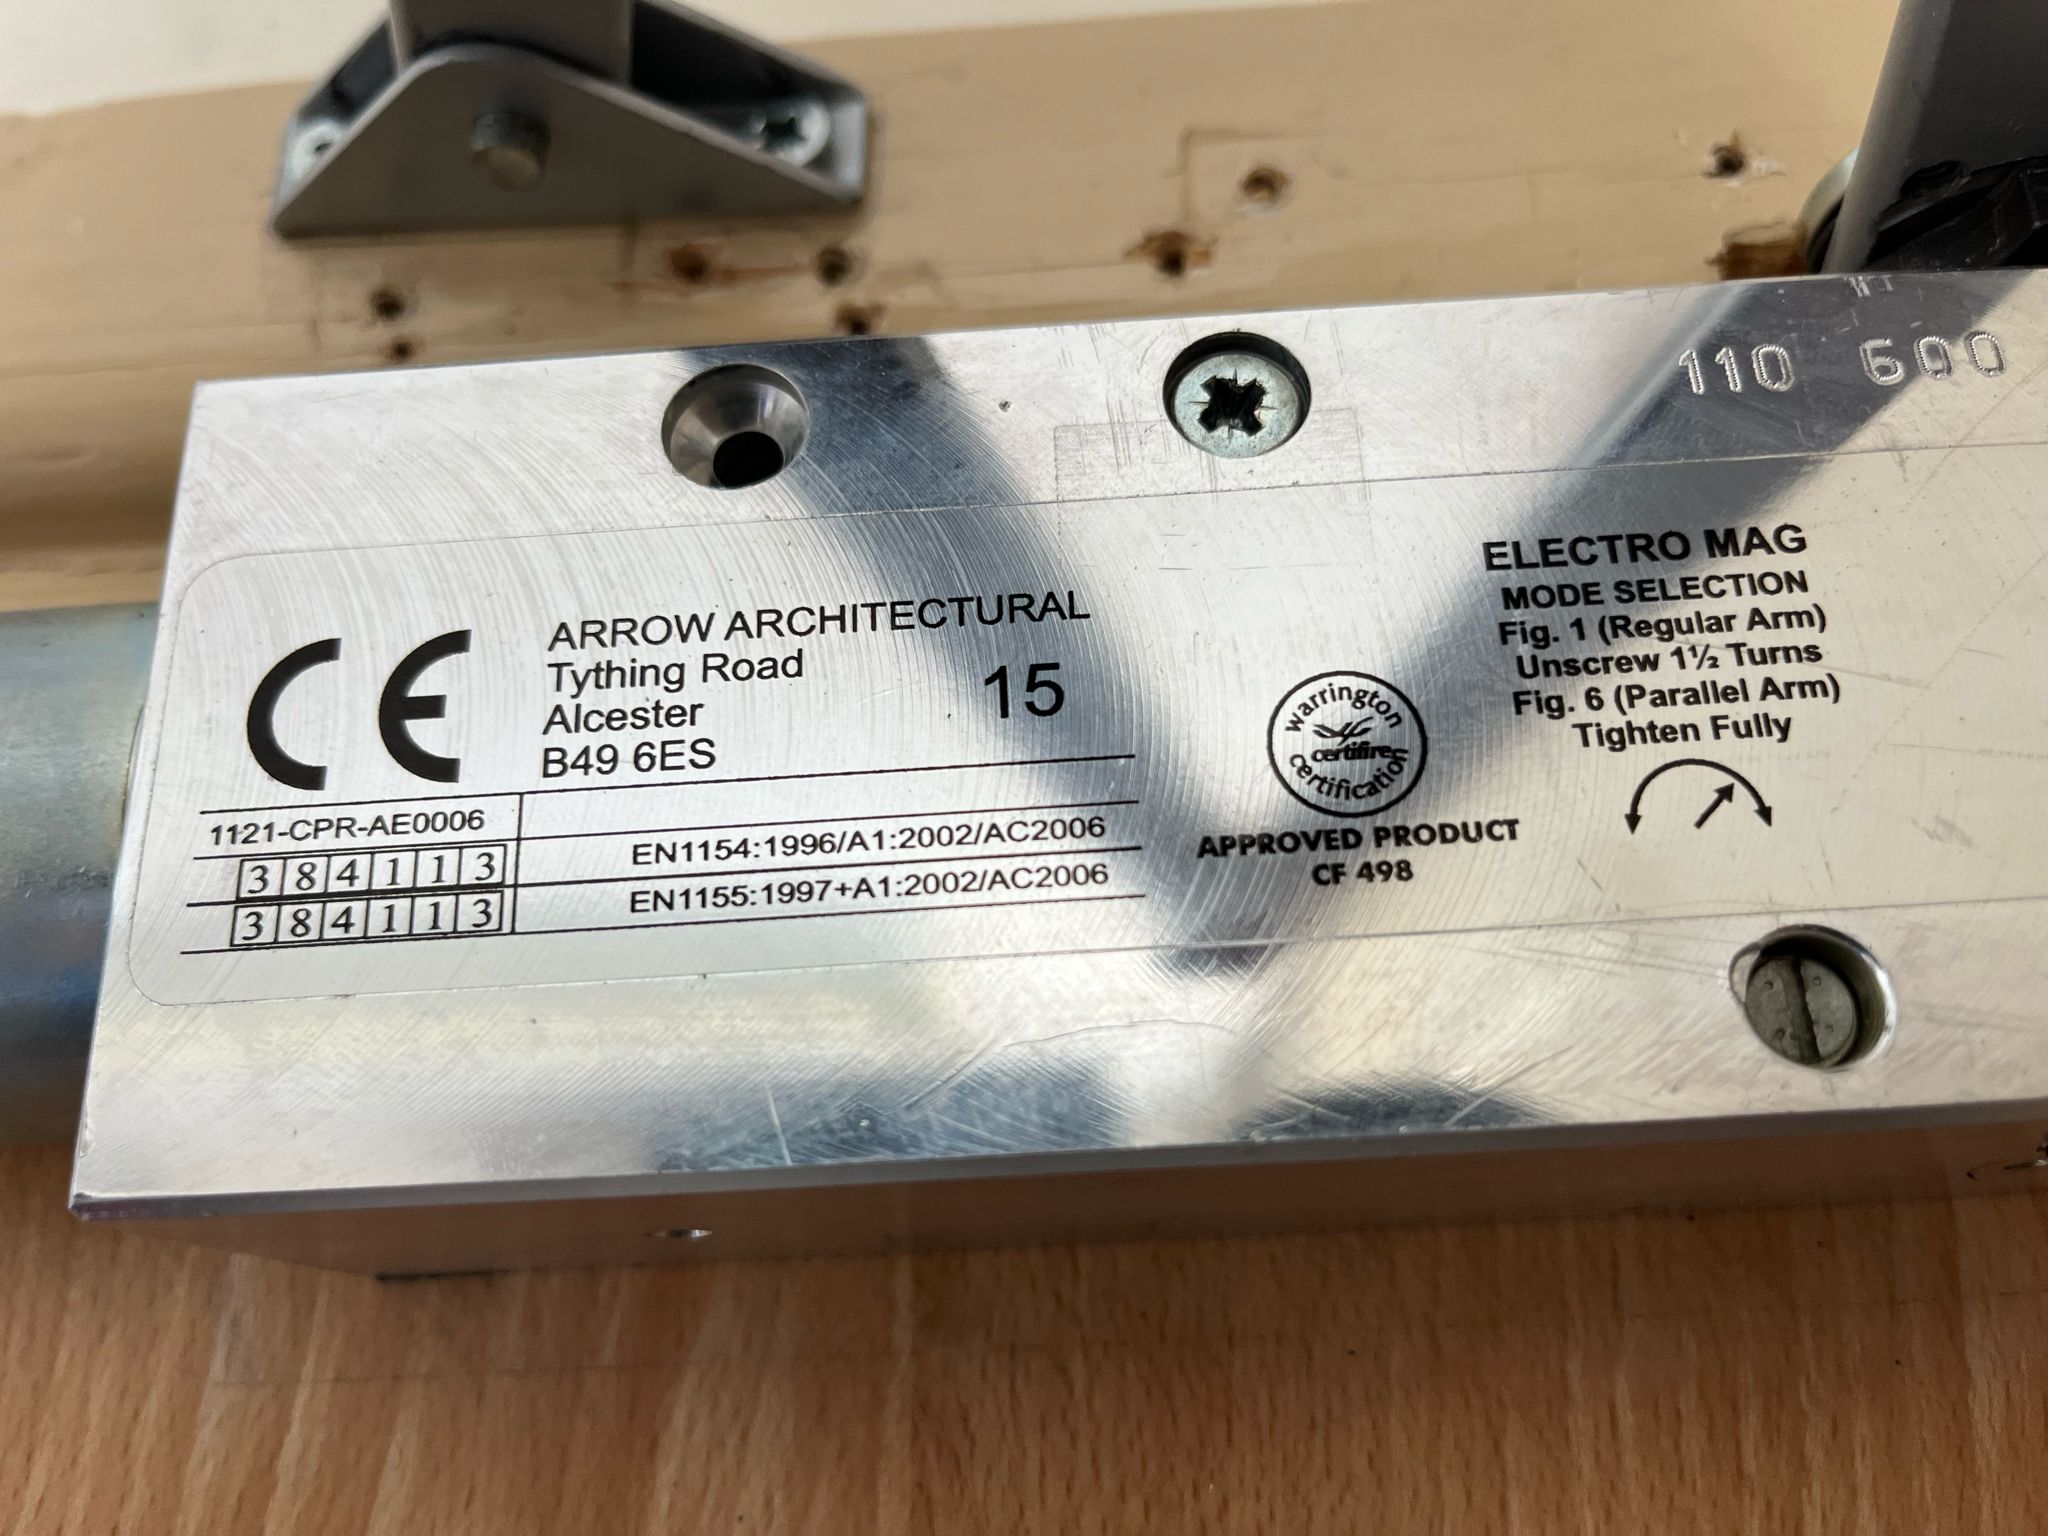 110 600
CE
ARROW ARCHITECTURAL
Tything Road
Alcester
B49 6ES
15
1121-CPR-AE0006
384113 EN1154:1996/A1:2002/AC2006
384113 EN1155:1997+A1:2002/AC2006
warrington
certifire
certification
APPROVED PRODUCT
CF 498
ELECTRO MAG
MODE SELECTION
Fig. 1 (Regular Arm)
Unscrew 1½ Turns
Fig. 6 (Parallel Arm)
Tighten Fully